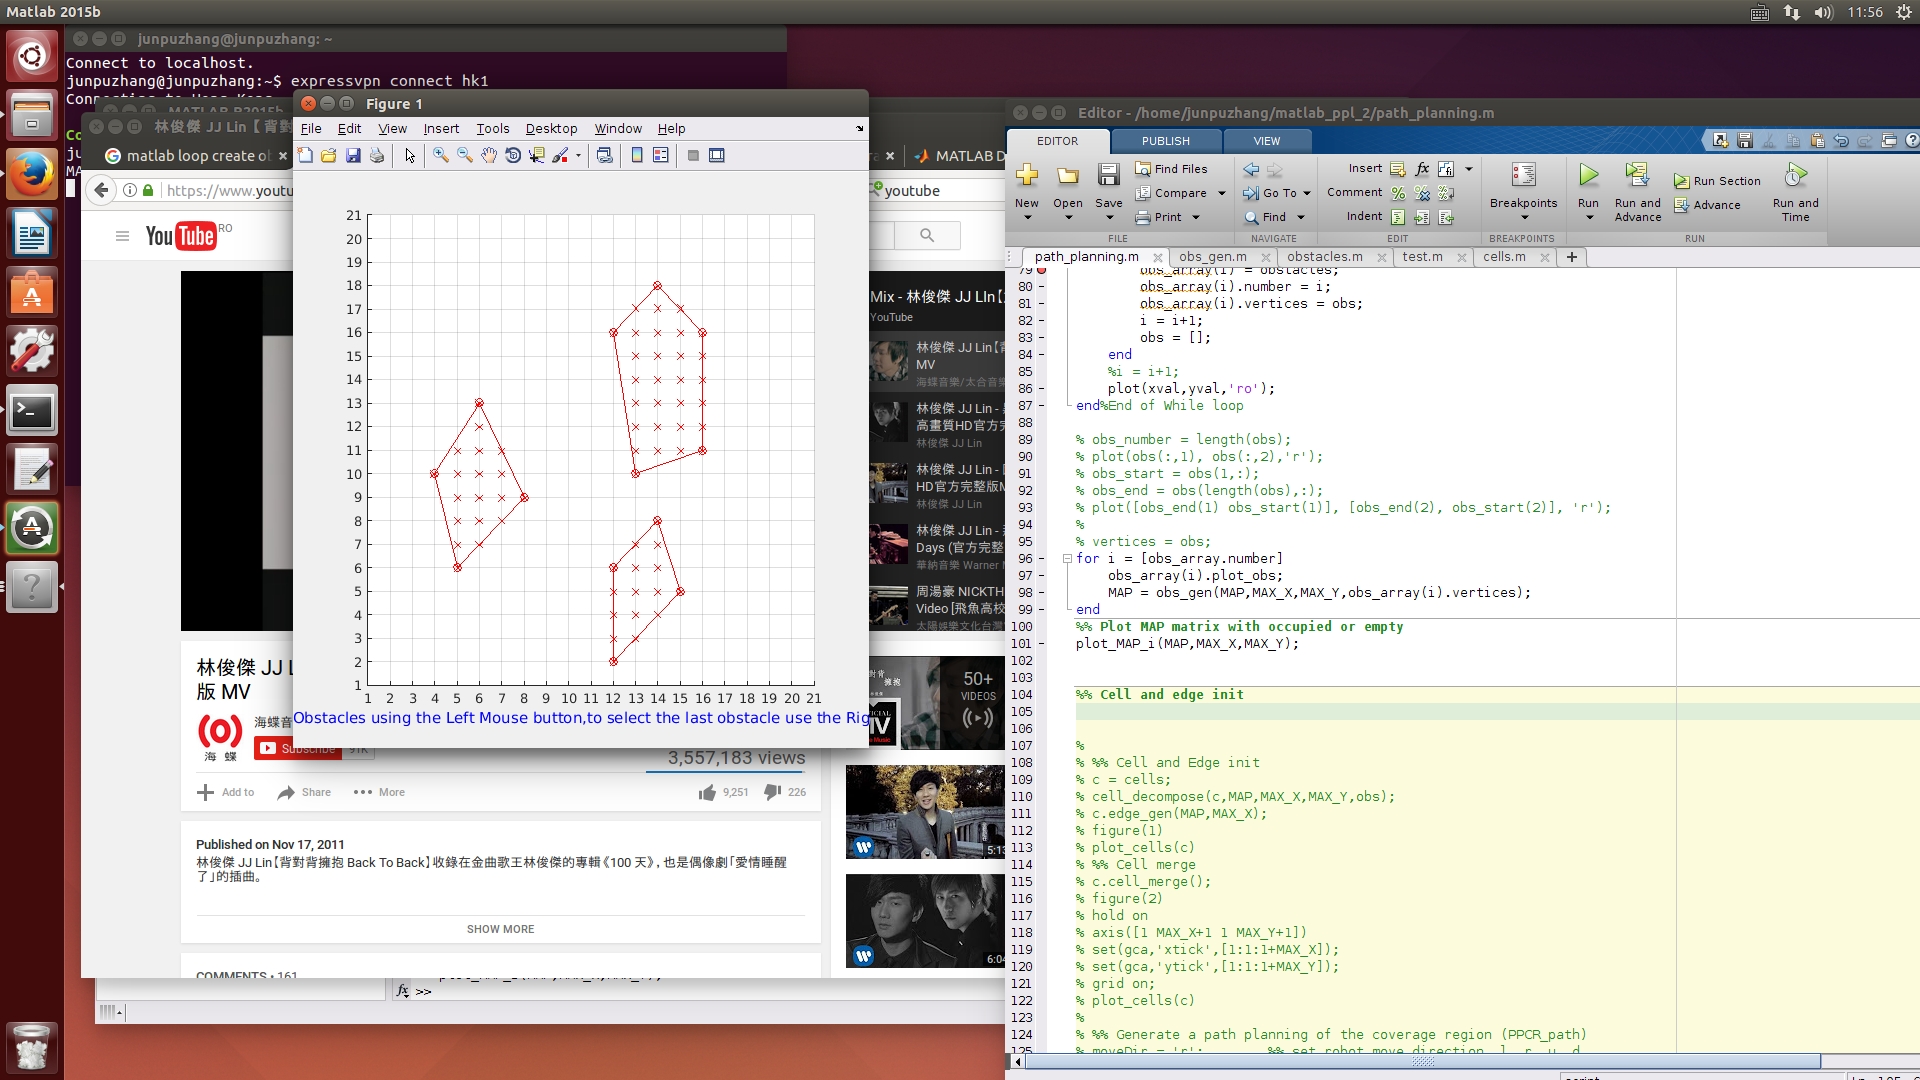 Matlab 2015b
11:56
junpuzhang@junpuzhang: ~
Connect to localhost.
junpuzhang@junpuzhang:~$ expressvpn connect hk1
Figure 1
File Edit View Insert Tools Desktop Window Help
matlab loop create ob
https://www.youtu
youtube
MATLAB D
YouTube RO
21
20
19
18
17
16
15
14
13
12
11
10
9
8
7
6
5
4
3
2
1
1 2 3 4 5 6 7 8 9 10 11 12 13 14 15 16 17 18 19 20 21
Obstacles using the Left Mouse button,to select the last obstacle use the Rig
Mix - 林俊傑 JJ LIn【
YouTube
林俊傑 JJ Lin【背
MV
海蝶音樂/太合音樂
林俊傑 JJ Lin -
高畫質HD官方完
林俊傑 JJ Lin
林俊傑 JJ Lin -
HD官方完整版M
林俊傑 JJ Lin
林俊傑 JJ Lin -
Days (官方完整
華納音樂 Warner M
周湯豪 NICKTH
Video [飛魚高校
太陽娛樂文化台灣
50+
VIDEOS
5:13
6:04
林俊傑 JJ L
版 MV
海蝶音
海 蝶
Subscribe 91K
3,557,183 views
Add to Share More 9,251 226
Published on Nov 17, 2011
林俊傑 JJ Lin【背對背擁抱 Back To Back】收錄在金曲歌王林俊傑的專輯《100 天》，也是偶像劇「愛情睡醒
了」的插曲。
SHOW MORE
COMMENTS • 161
fx >>
Editor - /home/junpuzhang/matlab_ppl_2/path_planning.m
EDITOR PUBLISH VIEW
New Open Save Find Files Compare Print
Go To Find
Insert Comment Indent
Breakpoints
Run Run and Advance Run Section Advance Run and Time
FILE NAVIGATE EDIT BREAKPOINTS RUN
path_planning.m obs_gen.m obstacles.m test.m cells.m
79 obs_array(i) = obstacles;
80 - obs_array(i).number = i;
81 - obs_array(i).vertices = obs;
82 - i = i+1;
83 - obs = [];
84 - end
85 %i = i+1;
86 - plot(xval,yval,'ro');
87 - end%End of While loop
88
89 % obs_number = length(obs);
90 % plot(obs(:,1), obs(:,2),'r');
91 % obs_start = obs(1,:);
92 % obs_end = obs(length(obs),:);
93 % plot([obs_end(1) obs_start(1)], [obs_end(2), obs_start(2)], 'r');
94 %
95 % vertices = obs;
96 - for i = [obs_array.number]
97 - obs_array(i).plot_obs;
98 - MAP = obs_gen(MAP,MAX_X,MAX_Y,obs_array(i).vertices);
99 - end
100 %% Plot MAP matrix with occupied or empty
101 - plot_MAP_i(MAP,MAX_X,MAX_Y);
102
103
104 %% Cell and edge init
105
106
107 %
108 % %% Cell and Edge init
109 % c = cells;
110 % cell_decompose(c,MAP,MAX_X,MAX_Y,obs);
111 % c.edge_gen(MAP,MAX_X);
112 % figure(1)
113 % plot_cells(c)
114 % %% Cell merge
115 % c.cell_merge();
116 % figure(2)
117 % hold on
118 % axis([1 MAX_X+1 1 MAX_Y+1])
119 % set(gca,'xtick',[1:1:1+MAX_X]);
120 % set(gca,'ytick',[1:1:1+MAX_Y]);
121 % grid on;
122 % plot_cells(c)
123 %
124 % %% Generate a path planning of the coverage region (PPCR_path)
125 % moveDir = 'r'; %% set robot move direction
script